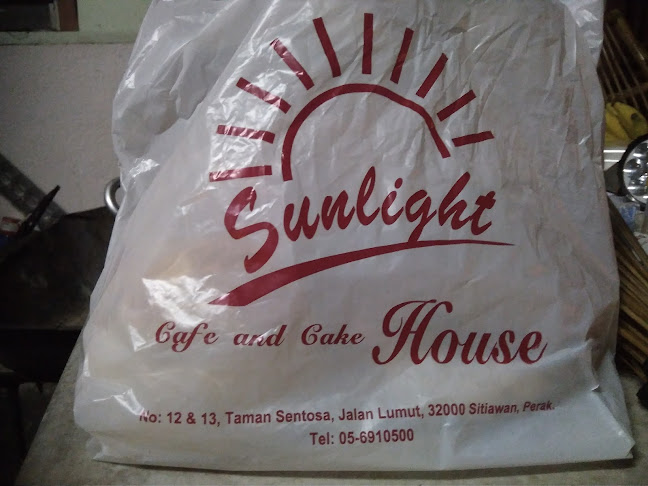 Sunlight
Cafe and Cake House
No: 12 & 13, Taman Sentosa, Jalan Lumut, 32000 Sitiawan, Perak.
Tel: 05-6910500